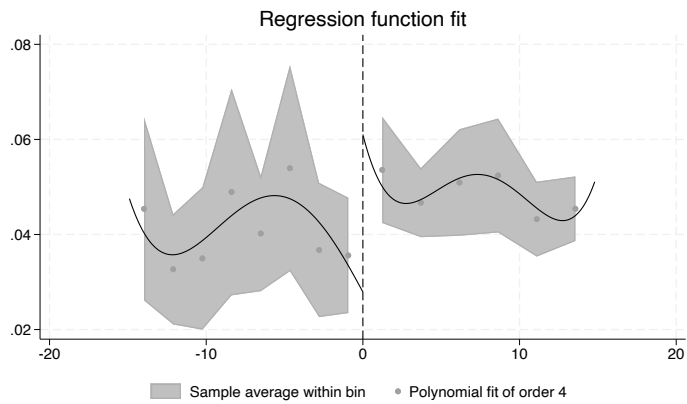 Regression function fit
.08
.06
.04
.02
-20 -10 0 10 20
Sample average within bin Polynomial fit of order 4